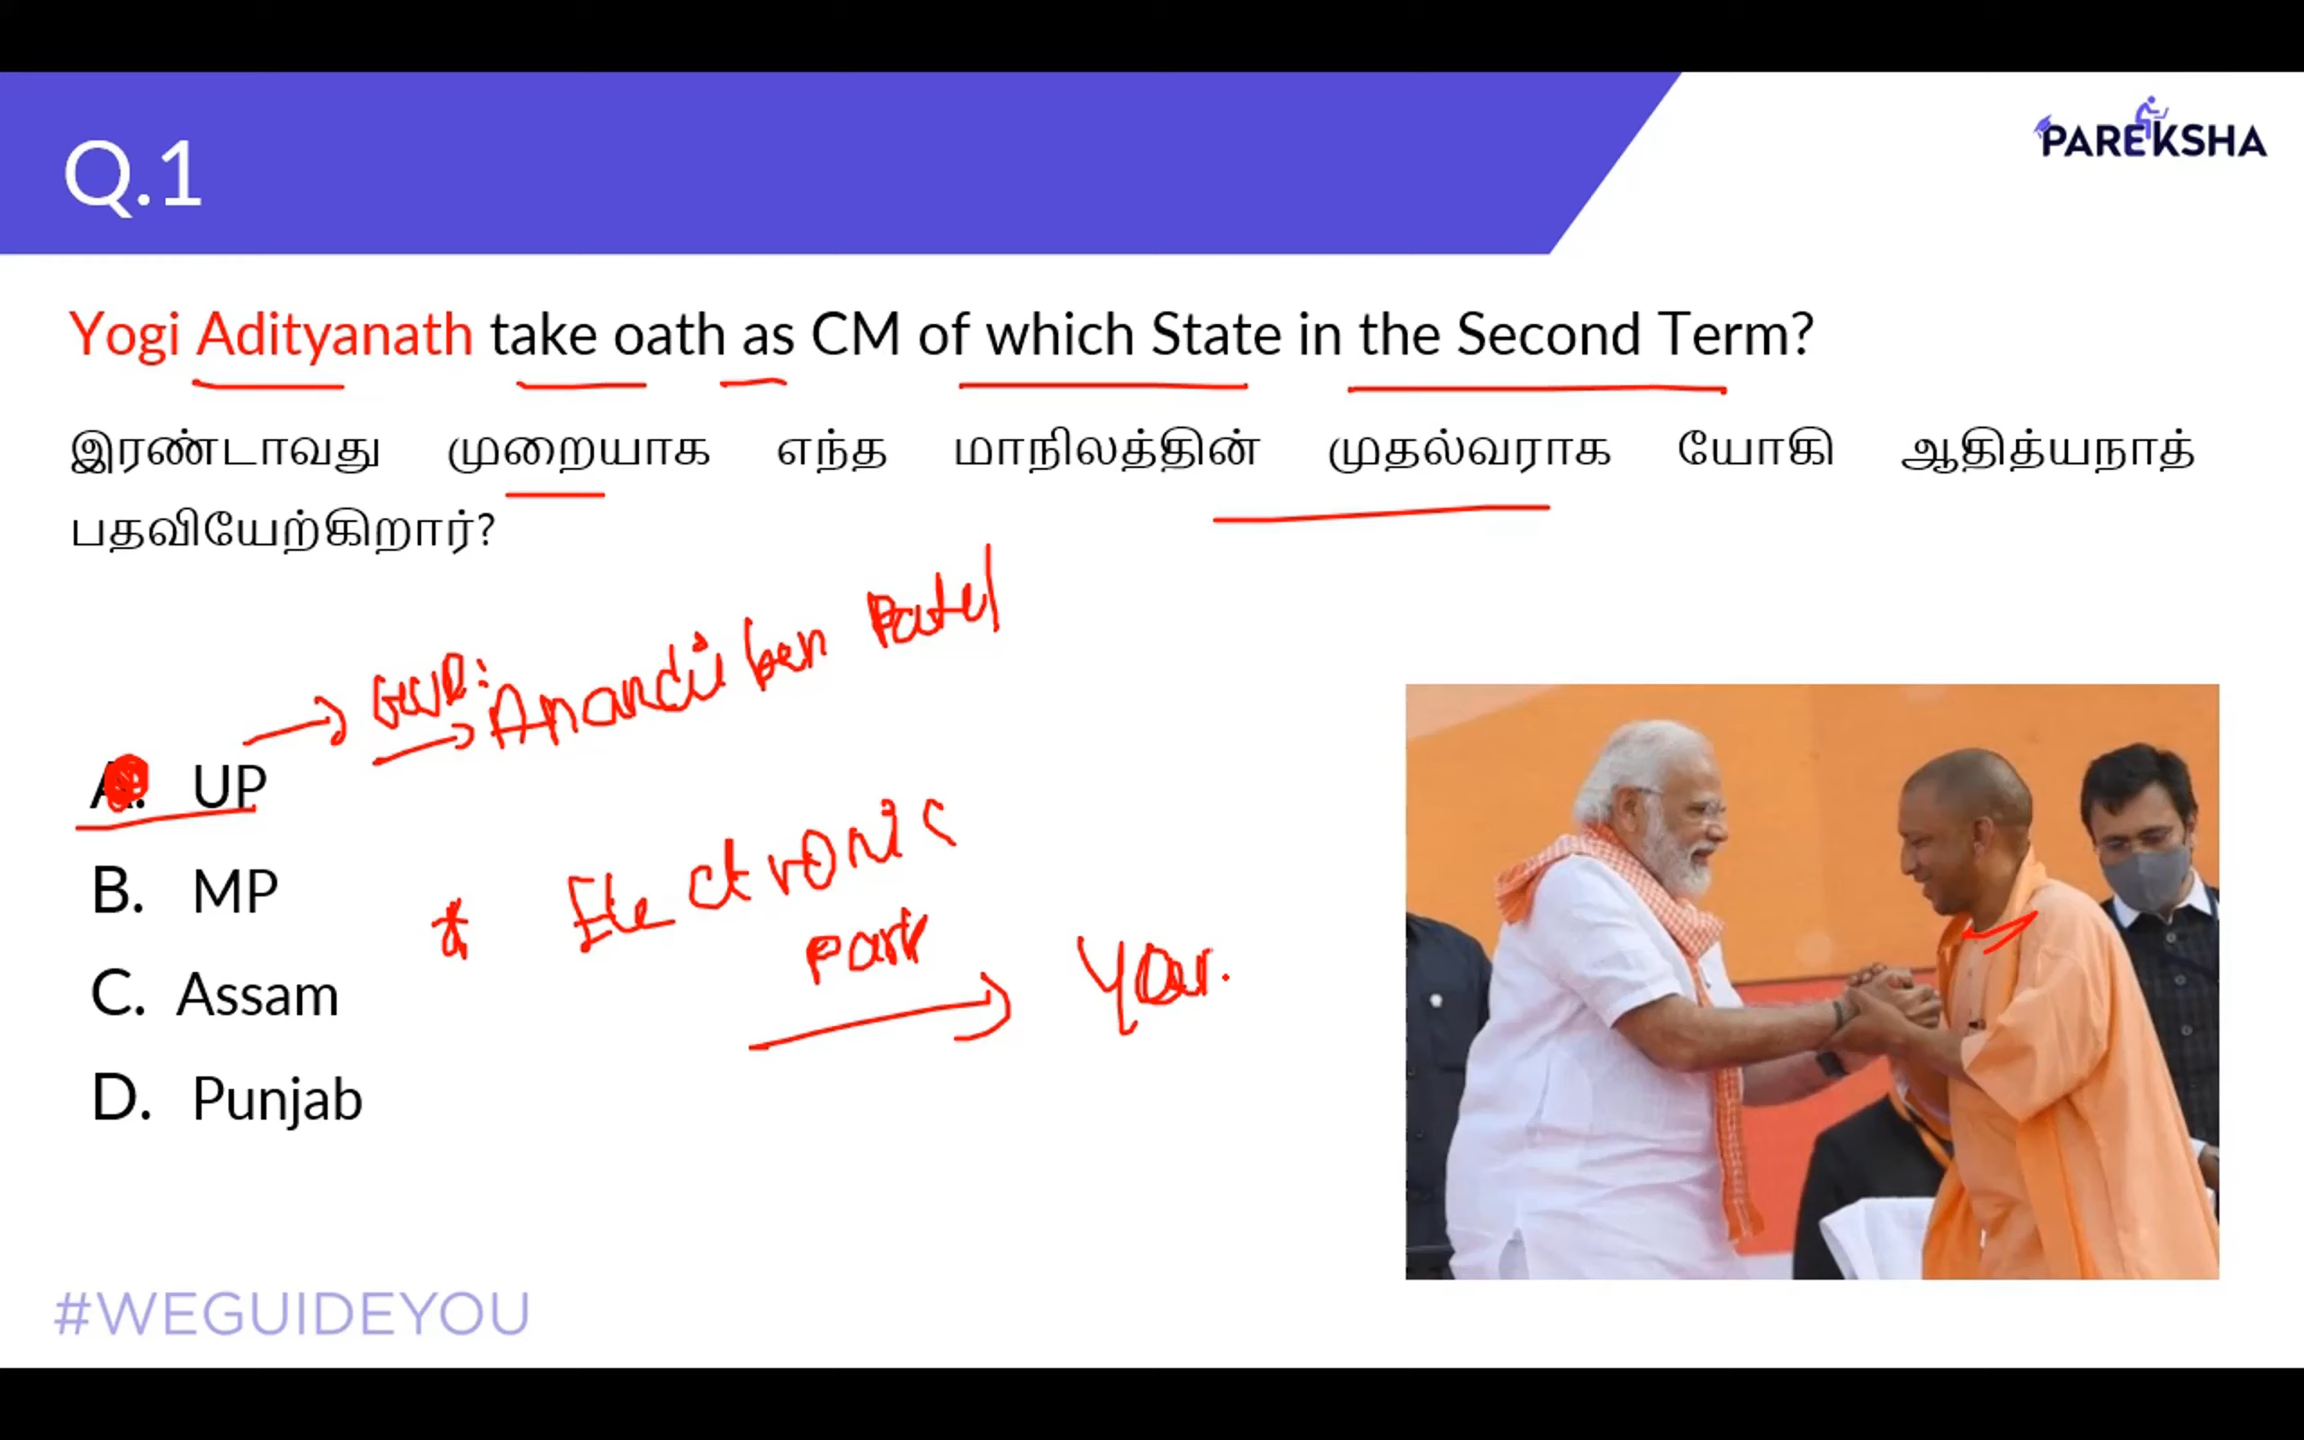 Q.1
PAREKSHA
Yogi Adityanath take oath as CM of which State in the Second Term?
இரண்டாவது முறையாக எந்த மாநிலத்தின் முதல்வராக யோகி ஆதித்யநாத்
பதவியேற்கிறார்?
Anandi ben Patel
A. UP
B. MP
C. Assam
D. Punjab
* Electronic
Park
#WEGUIDEYOU